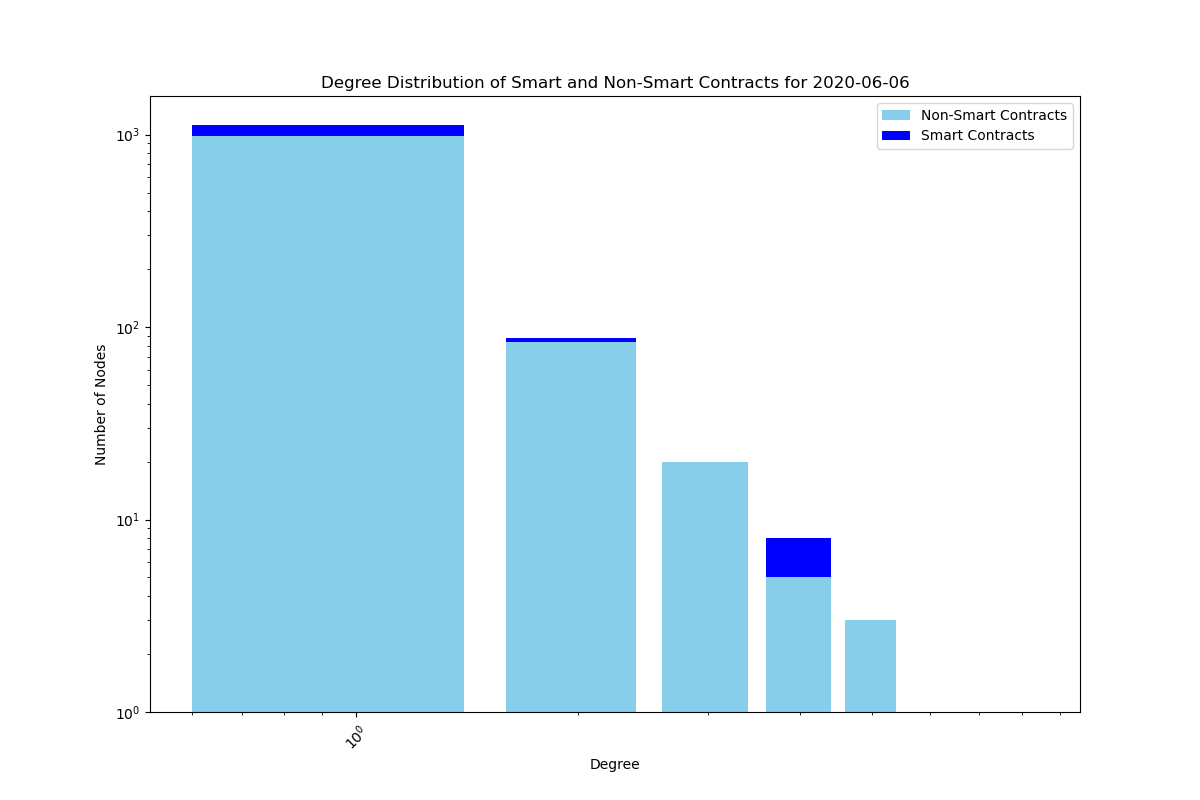 Degree Distribution of Smart and Non-Smart Contracts for 2020-06-06
Non-Smart Contracts
Smart Contracts
Number of Nodes
10³
10²
10¹
10⁰
10⁰
Degree